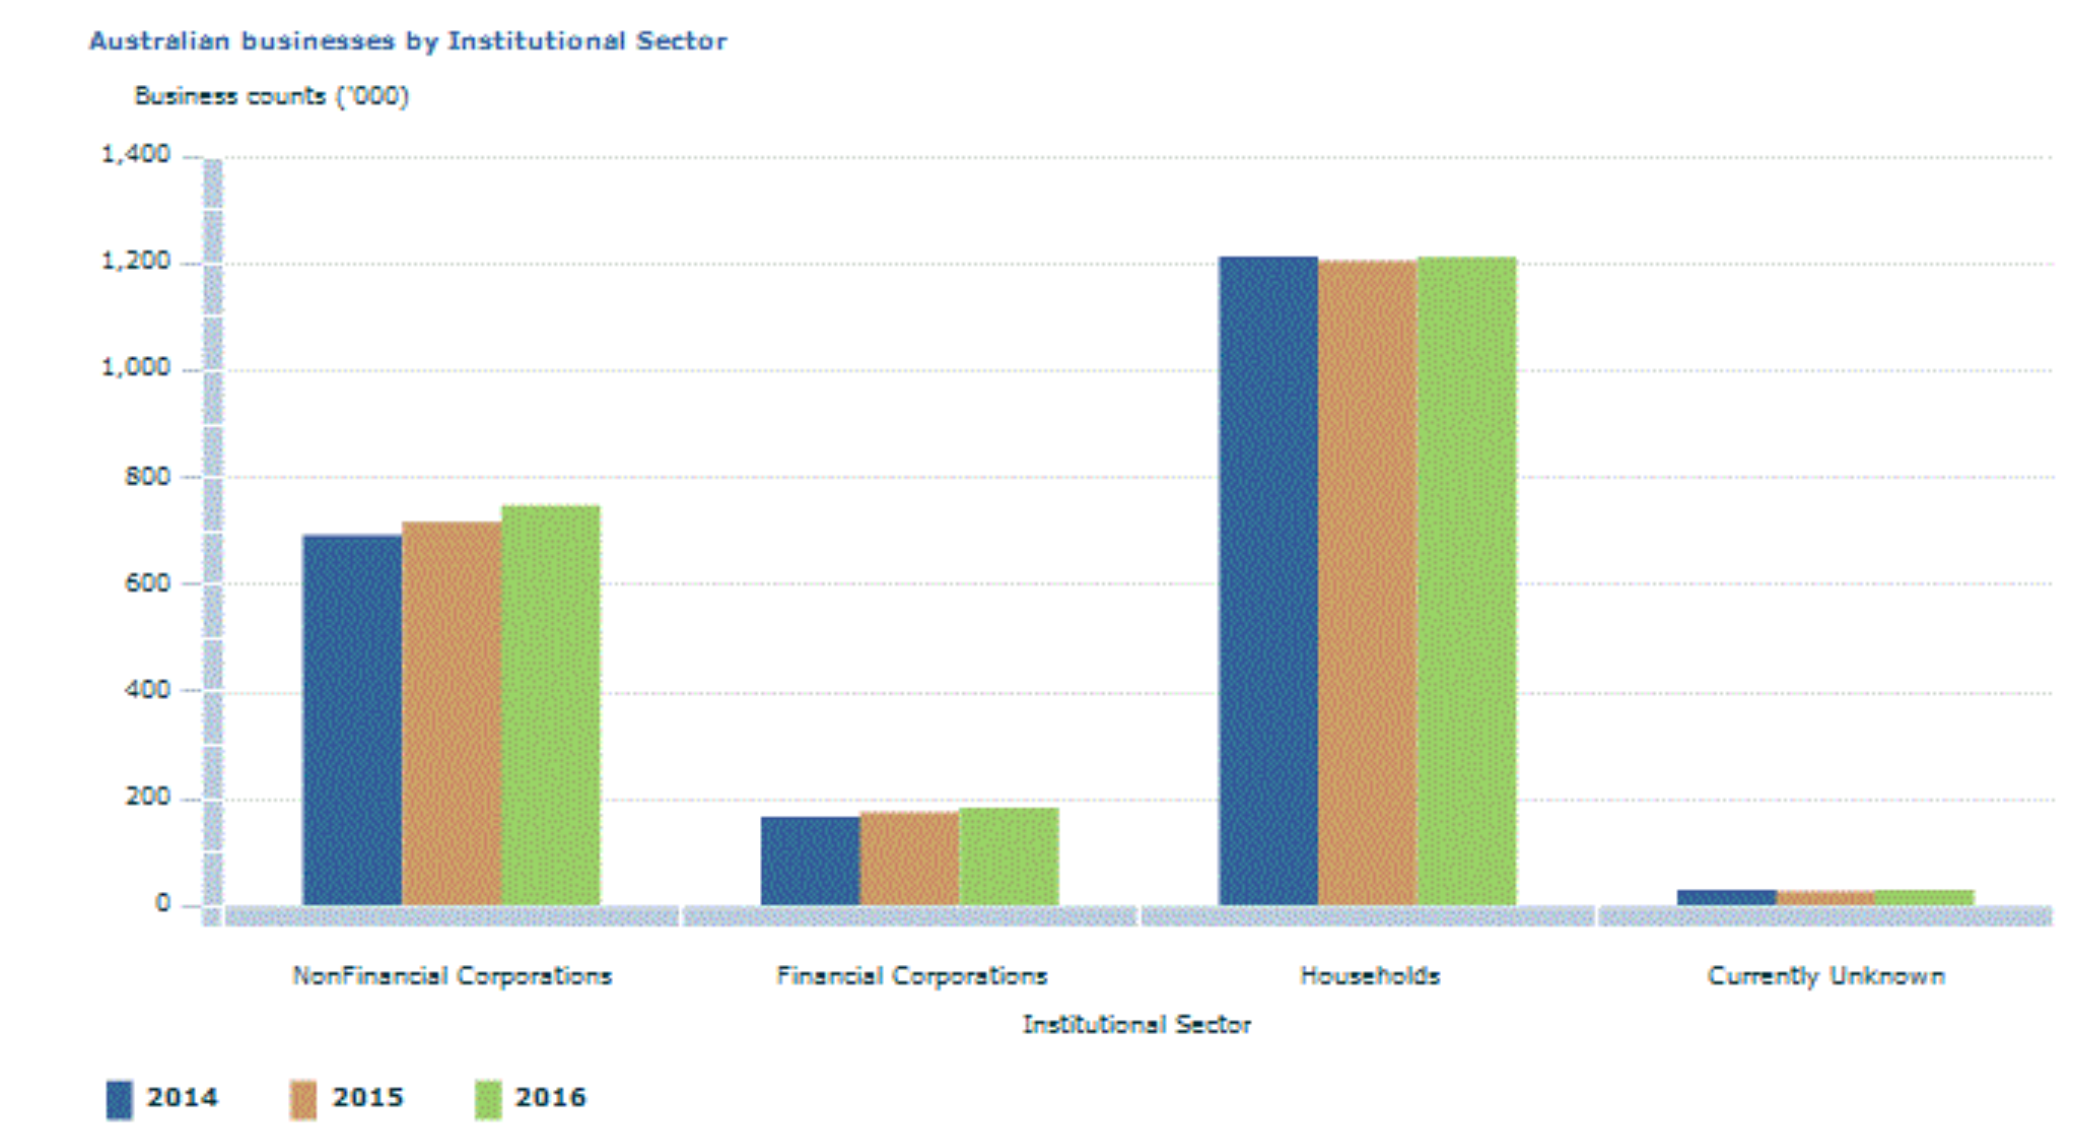 Australian businesses by Institutional Sector
Business counts ('000)
1,400
1,200
1,000
800
600
400
200
0
NonFinancial Corporations
Financial Corporations
Households
Currently Unknown
Institutional Sector
2014
2015
2016